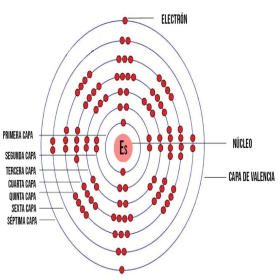 ELECTRÓN
PRIMERA CAPA
Es
NÚCLEO
SEGUNDA CAPA
TERCERA CAPA
CAPA DE VALENCIA
CUARTA CAPA
QUINTA CAPA
SEXTA CAPA
SÉPTIMA CAPA